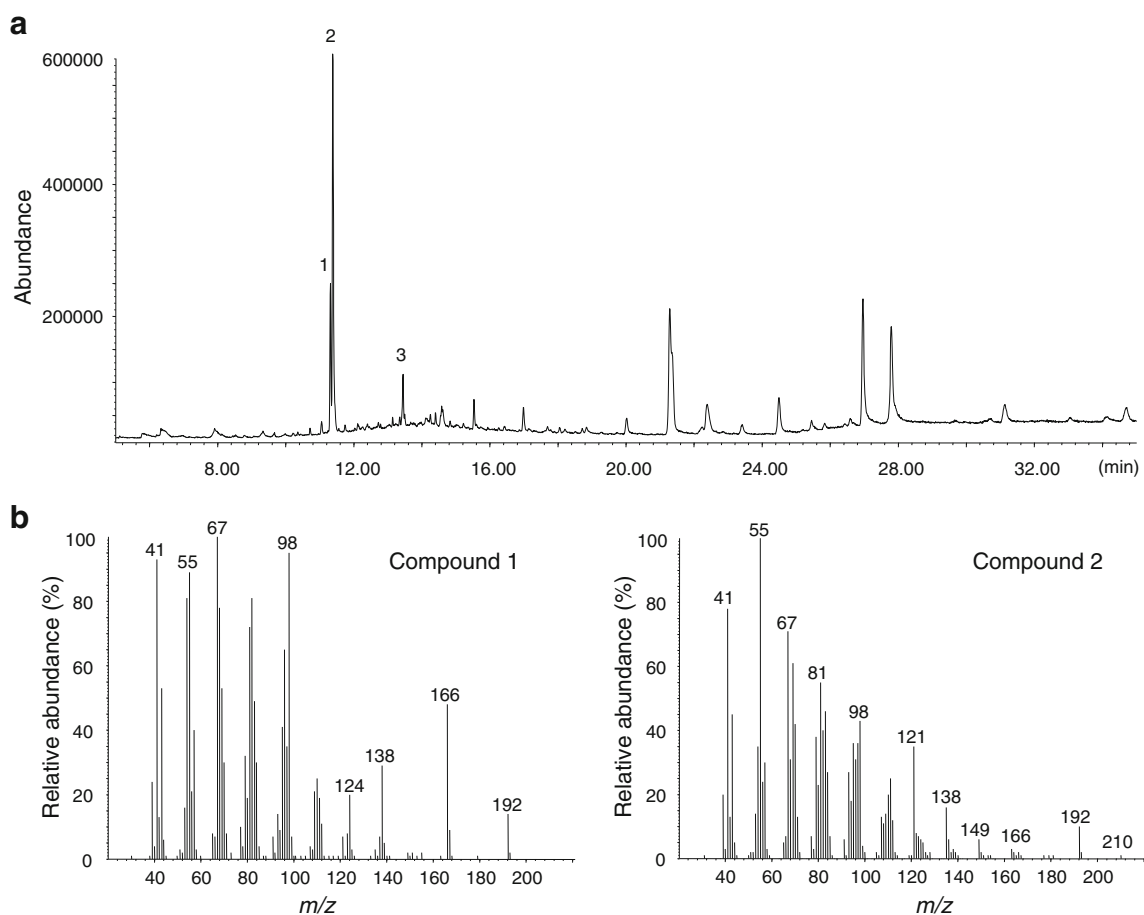 a
600000
400000
200000
Abundance
1
2
3
8.00 12.00 16.00 20.00 24.00 28.00 32.00 (min)
b
Compound 1
Relative abundance (%)
100
80
60
40
20
0
41 55 67 98 124 138 166 192
40 60 80 100 120 140 160 180 200
m/z
Compound 2
Relative abundance (%)
100
80
60
40
20
0
41 55 67 81 98 121 138 149 166 192 210
40 60 80 100 120 140 160 180 200
m/z